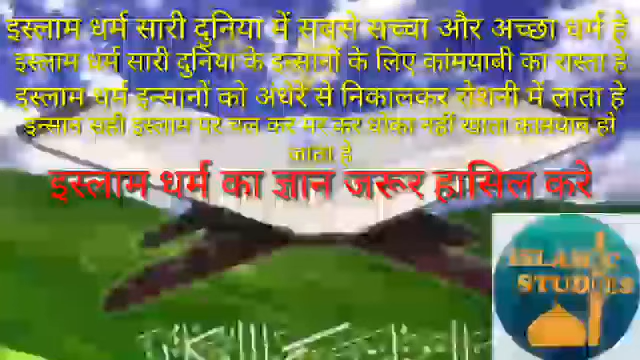 इस्लाम धर्म सारी दुनिया में सबसे सच्चा और अच्छा धर्म है
इस्लाम धर्म सारी दुनिया के इन्सानों के लिए कांमयाबी का रास्ता है
इस्लाम धर्म इन्सानों को अंधेरे से निकालकर रोशनी में लाता है
इन्सान सही इस्लाम पर चल कर मर कर धोका नहीं खाता कामयाब हो
जाता है
इस्लाम धर्म का ज्ञान जरूर हासिल करे
ISLAMIC
STUDIES